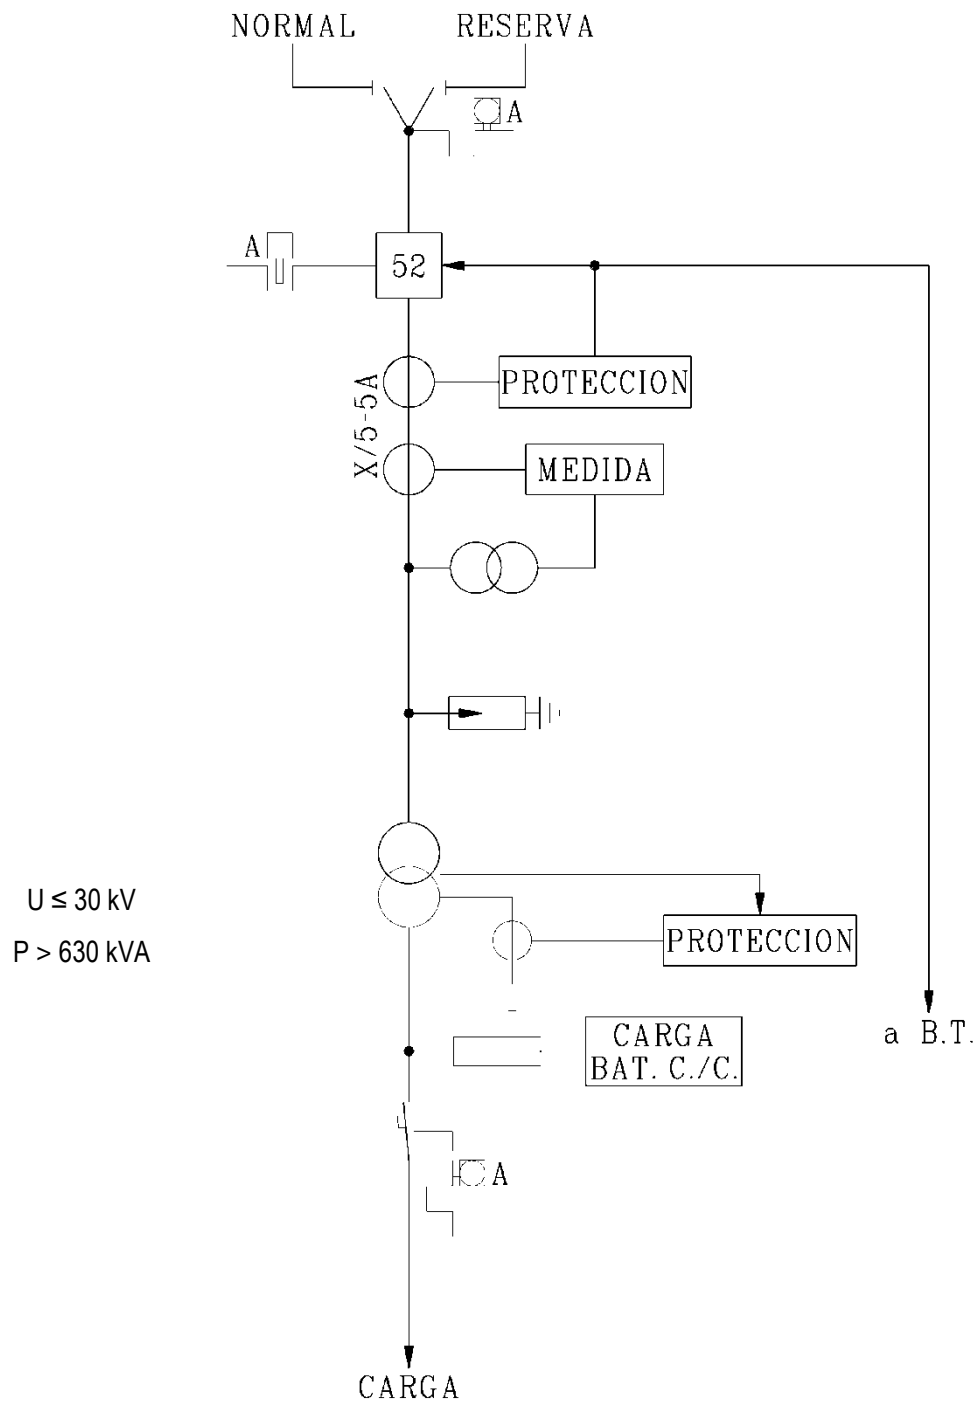 NORMAL
RESERVA
A
A
52
PROTECCION
X/5-5A
MEDIDA
U ≤ 30 kV
P > 630 kVA
PROTECCION
a B.T.
CARGA
BAT. C./C.
A
CARGA